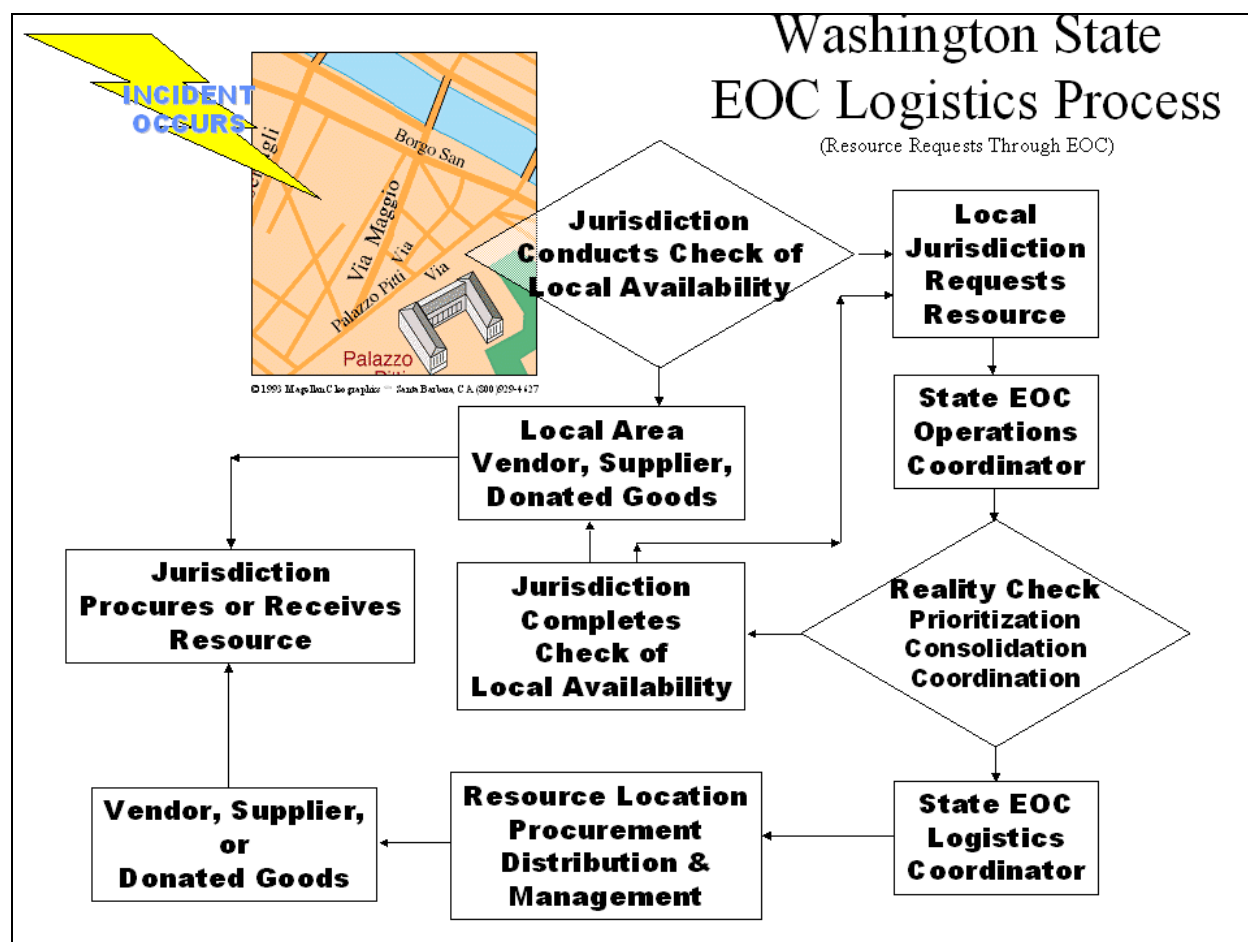 Washington State
EOC Logistics Process
(Resource Requests Through EOC)
INCIDENT
OCCURS
Borgo San
Via Maggio
Via
Palazzo Pitti
Via
Palazzo
Pitti
Jurisdiction
Conducts Check of
Local Availability
Local
Jurisdiction
Requests
Resource
State EOC
Operations
Coordinator
Local Area
Vendor, Supplier,
Donated Goods
Jurisdiction
Procures or Receives
Resource
Jurisdiction
Completes
Check of
Local Availability
Reality Check
Prioritization
Consolidation
Coordination
Vendor, Supplier,
or
Donated Goods
Resource Location
Procurement
Distribution &
Management
State EOC
Logistics
Coordinator